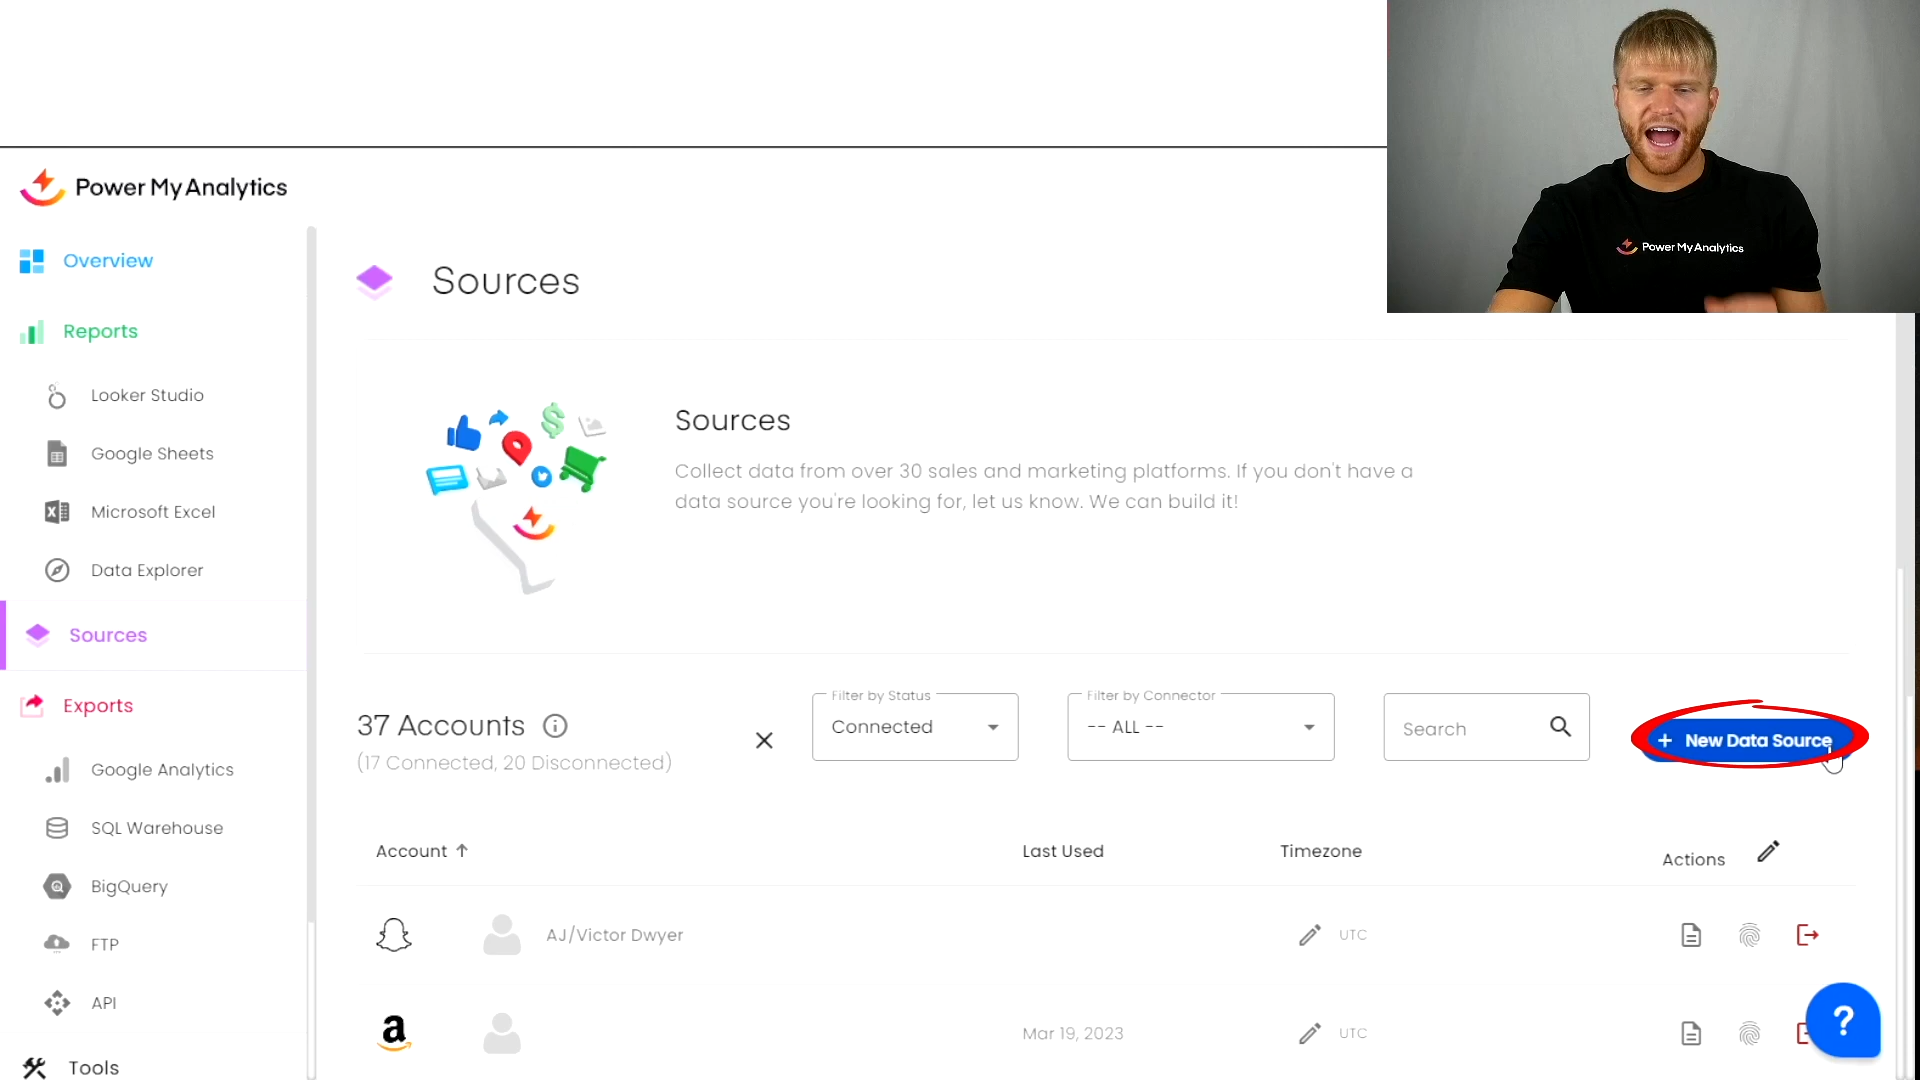 Power My Analytics
Power My Analytics
Overview
Reports
Looker Studio
Google Sheets
Microsoft Excel
Data Explorer
Sources
Exports
Google Analytics
SQL Warehouse
BigQuery
FTP
API
Tools
Sources
Sources
Collect data from over 30 sales and marketing platforms. If you don't have a
data source you're looking for, let us know. We can build it!
37 Accounts
(17 Connected, 20 Disconnected)
Filter by Status
Connected
Filter by Connector
-- ALL --
Search
+ New Data Source
Account ↑ Last Used Timezone Actions
AJ/Victor Dwyer UTC
a Mar 19, 2023 UTC
?